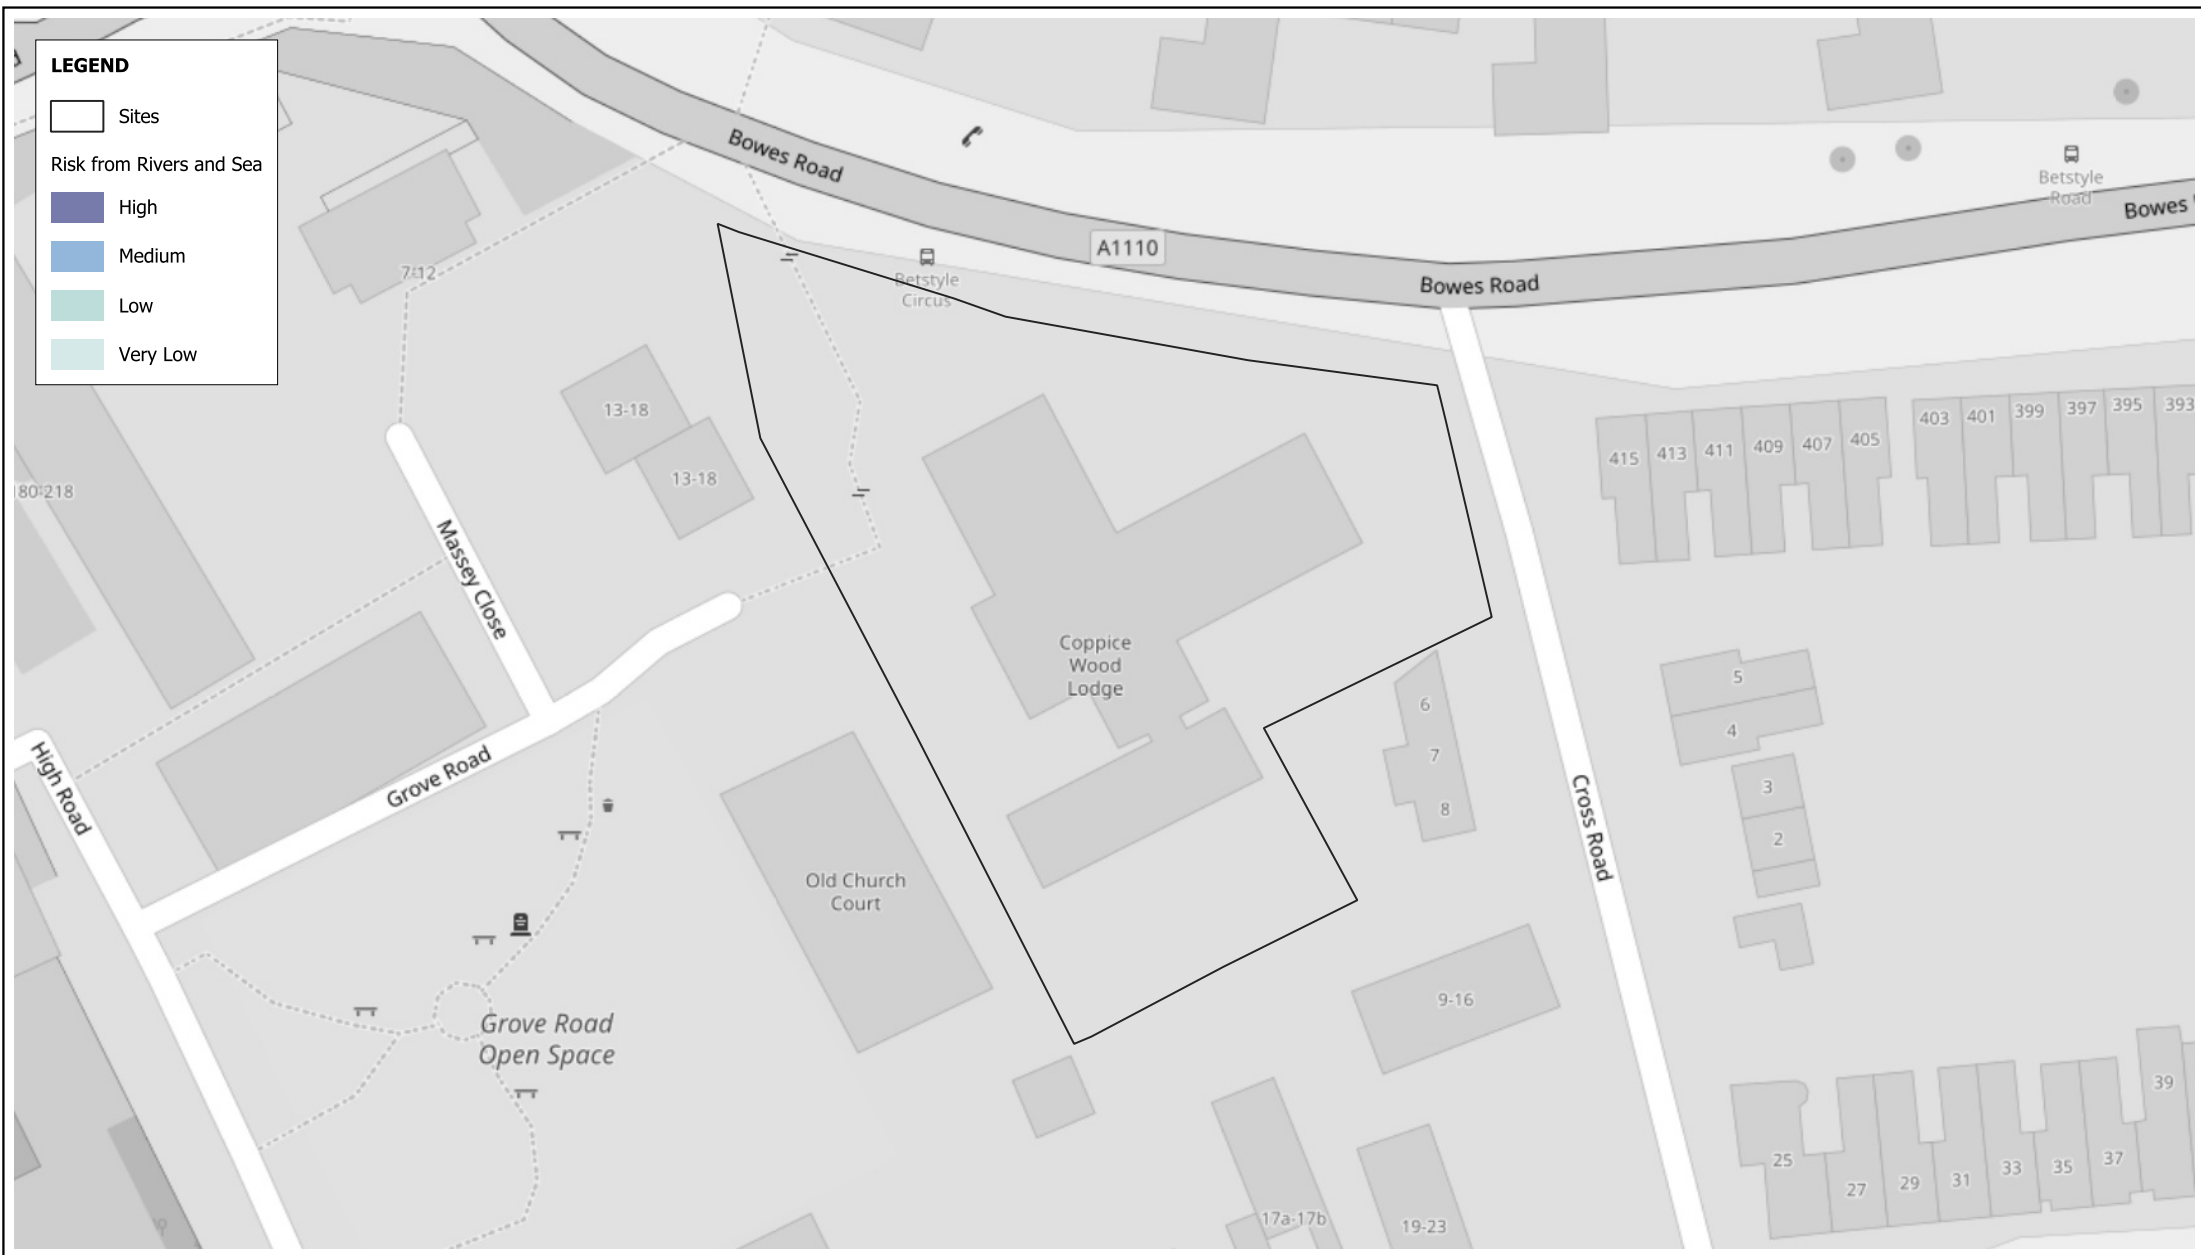 LEGEND
Sites
Risk from Rivers and Sea
High
Medium
Low
Very Low
Bowes Road
A1110
Bowes Road
Bowes
Betstyle
Road
Betstyle
Circus
7-12
13-18
13-18
80-218
Massey Close
Grove Road
High Road
Cross Road
Coppice
Wood
Lodge
Old Church
Court
Grove Road
Open Space
415
413
411
409
407
405
403
401
399
397
395
393
6
7
8
5
4
3
2
9-16
17a-17b
19-23
25
27
29
31
33
35
37
39